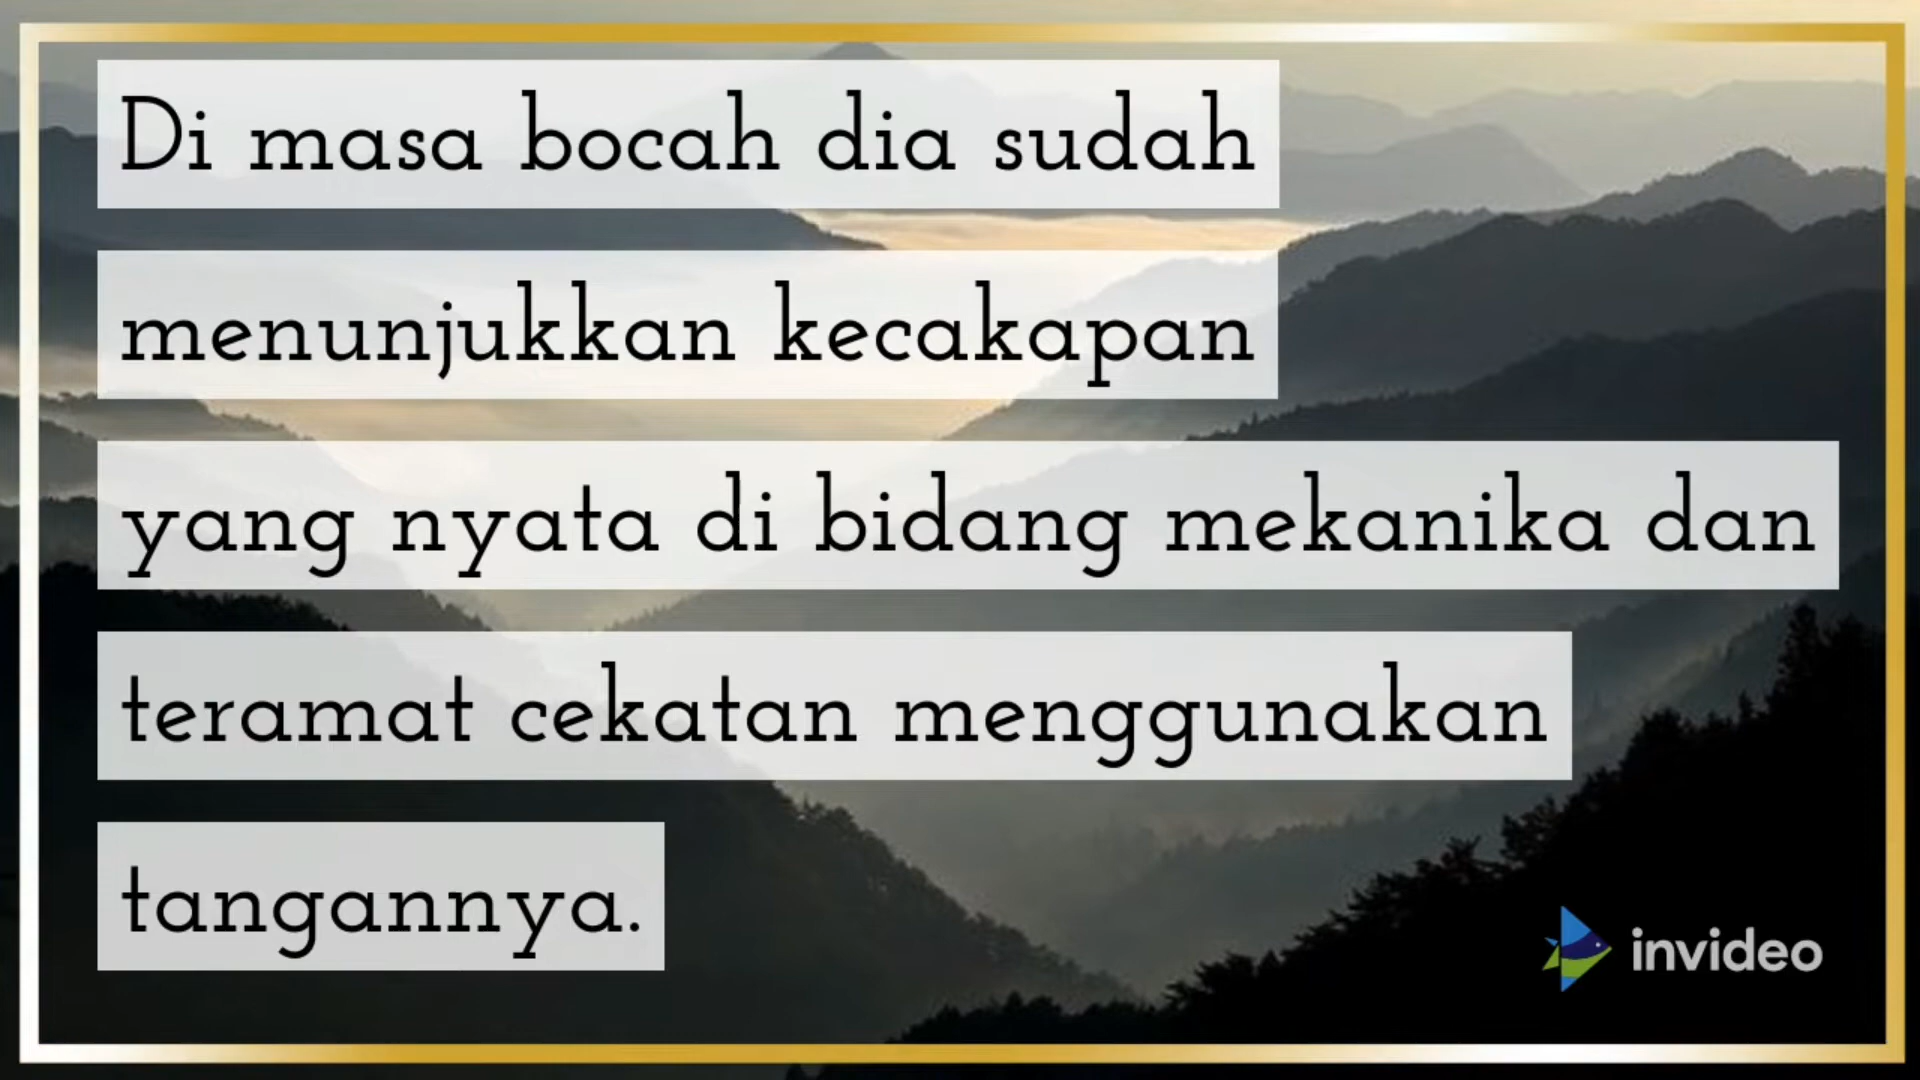 Di masa bocah dia sudah
menunjukkan kecakapan
yang nyata di bidang mekanika dan
teramat cekatan menggunakan
tangannya.
invideo